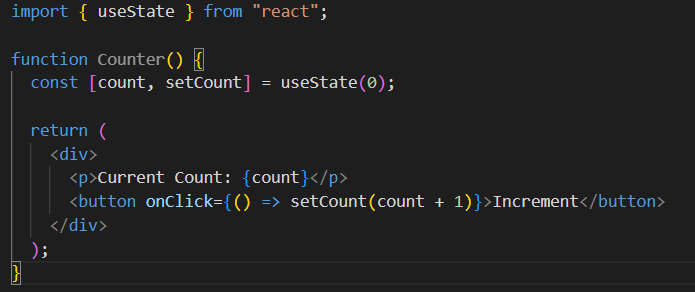 import { useState } from "react";
function Counter() {
const [count, setCount] = useState(0);
return (
<div>
<p>Current Count: {count}</p>
<button onClick={() => setCount(count + 1)}>Increment</button>
</div>
);
}